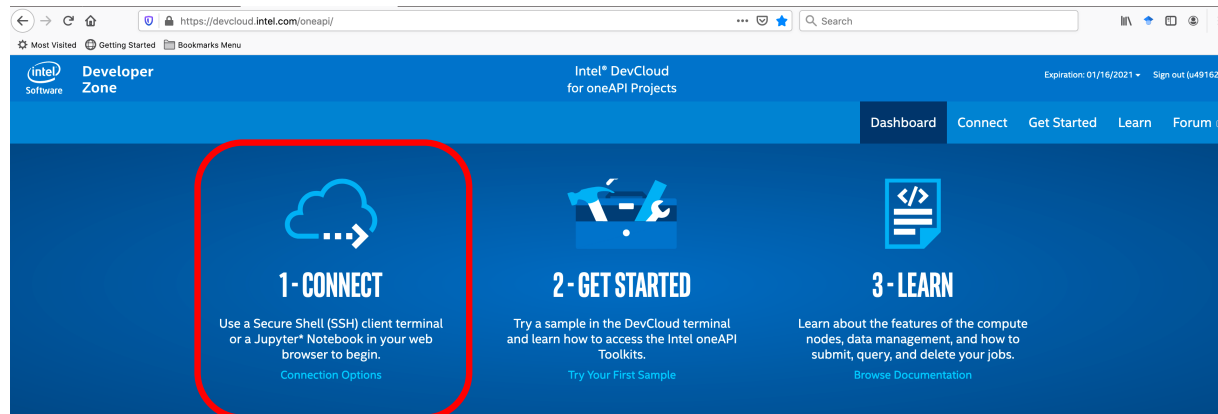 https://devcloud.intel.com/oneapi/
Search
Most Visited Getting Started Bookmarks Menu
intel Software
Developer Zone
Intel® DevCloud
for oneAPI Projects
Expiration: 01/16/2021 Sign out (u49162
Dashboard Connect Get Started Learn Forum
1 - CONNECT
Use a Secure Shell (SSH) client terminal
or a Jupyter* Notebook in your web
browser to begin.
Connection Options
2 - GET STARTED
Try a sample in the DevCloud terminal
and learn how to access the Intel oneAPI
Toolkits.
Try Your First Sample
</>
3 - LEARN
Learn about the features of the compute
nodes, data management, and how to
submit, query, and delete your jobs.
Browse Documentation